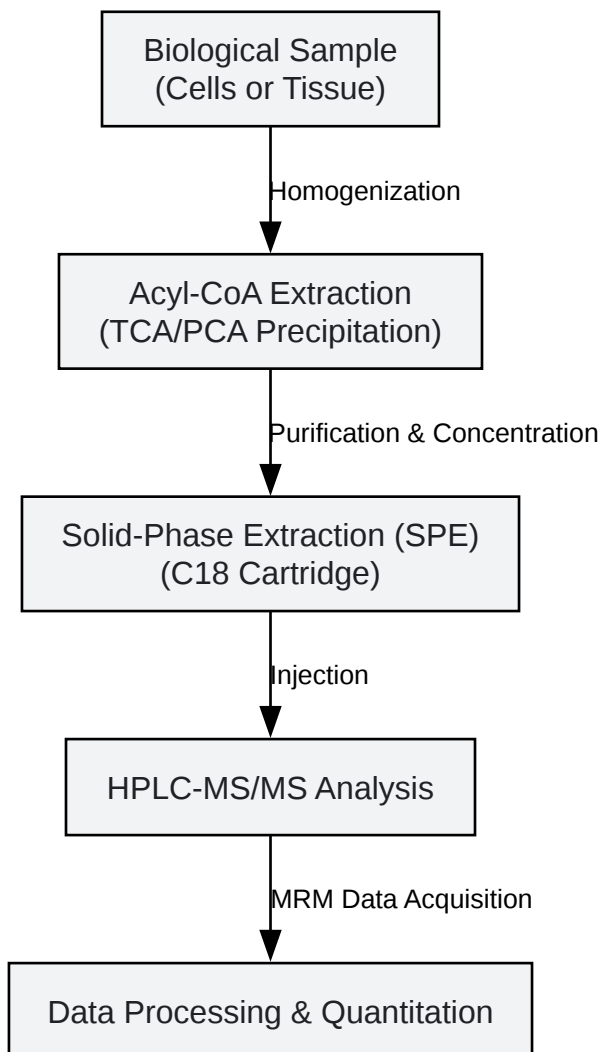 Biological Sample
(Cells or Tissue)
Homogenization
Acyl-CoA Extraction
(TCA/PCA Precipitation)
Purification & Concentration
Solid-Phase Extraction (SPE)
(C18 Cartridge)
Injection
HPLC-MS/MS Analysis
MRM Data Acquisition
Data Processing & Quantitation